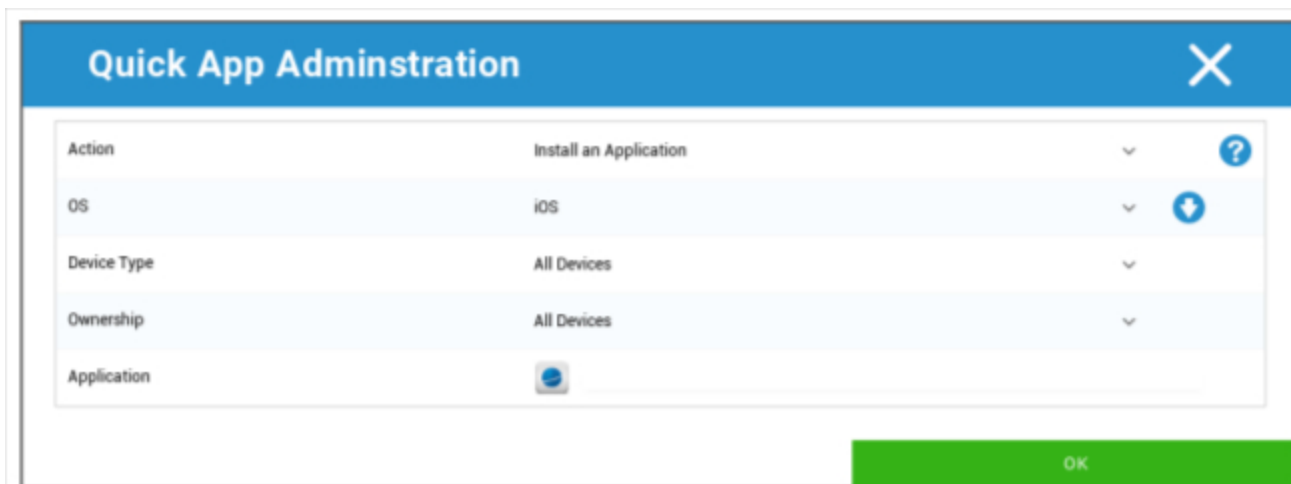 Quick App Adminstration
Action Install an Application ?
OS iOS
Device Type All Devices
Ownership All Devices
Application
OK